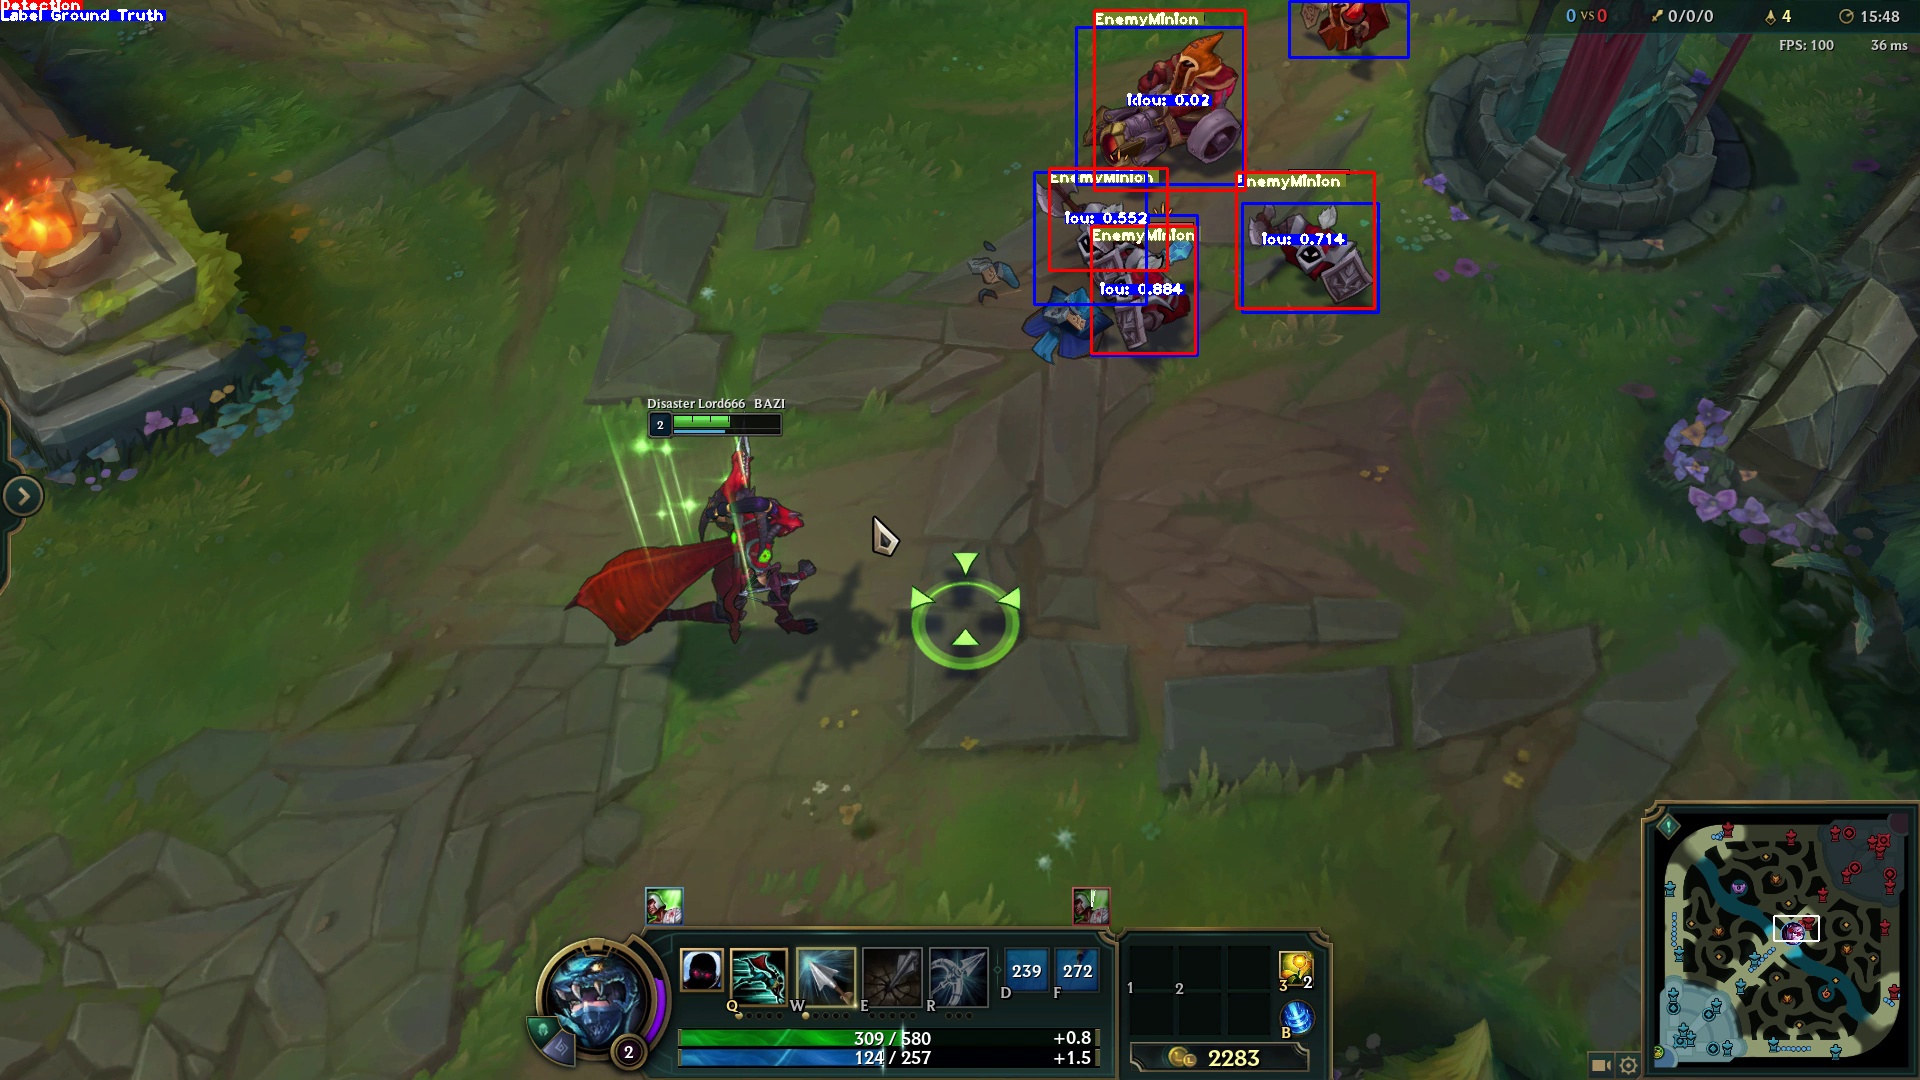 Detection
Label Ground Truth
EnemyMinion
0 vs 0
0/0/0
4
15:48
FPS: 100
36 ms
Iou: 0.02
EnemyMinion
EnemyMinion
Iou: 0.552
EnemyMinion
Iou: 0.714
Iou: 0.884
Disaster Lord666 BAZI
2
239
272
Q
W
E
R
D
F
1
2
3
2
B
2
309 / 580
+0.8
124 / 257
+1.5
2283